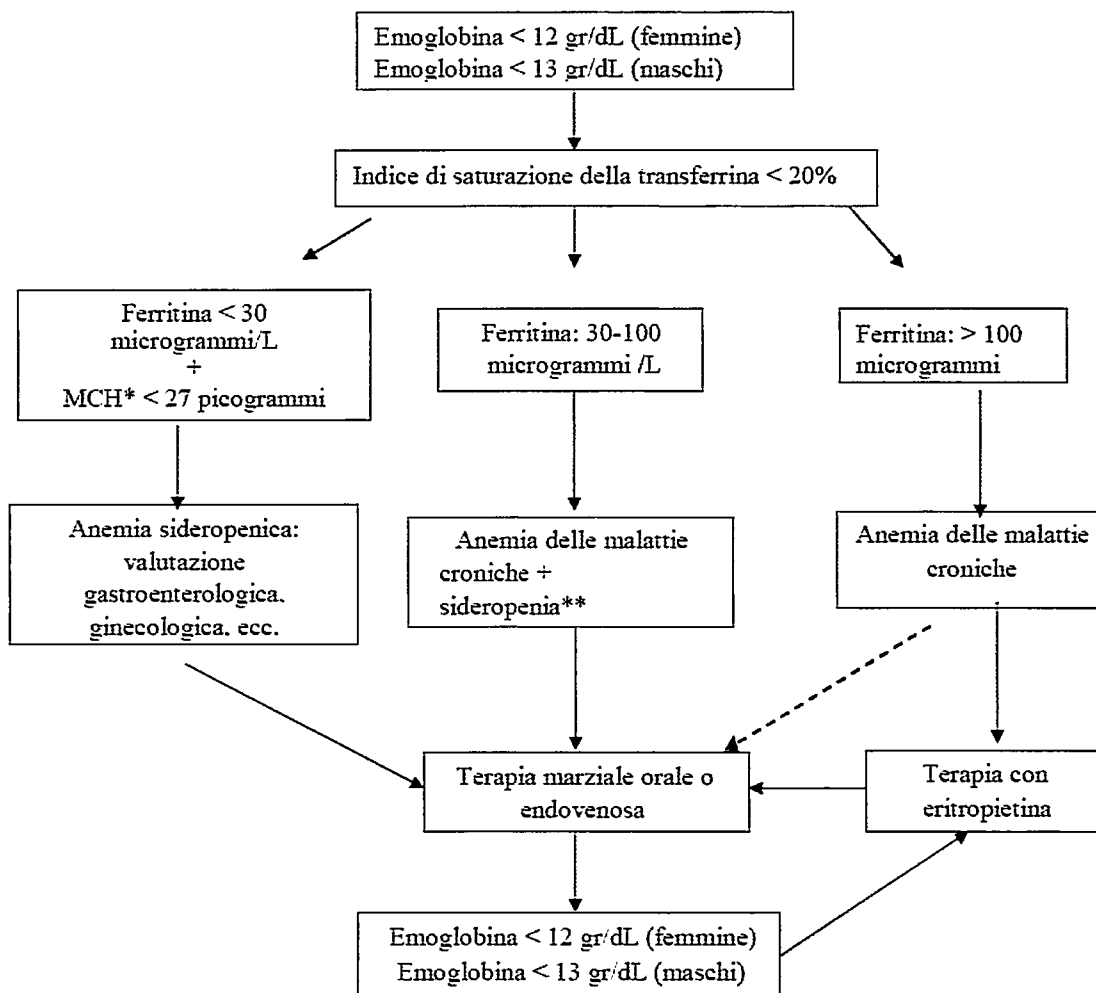 Emoglobina < 12 gr/dL (femmine)
Emoglobina < 13 gr/dL (maschi)
Indice di saturazione della transferrina < 20%
Ferritina < 30
microgrammi/L
+
MCH* < 27 picogrammi
Ferritina: 30-100
microgrammi /L
Ferritina: > 100
microgrammi
Anemia sideropenica:
valutazione
gastroenterologica.
ginecologica. ecc.
Anemia delle malattie
croniche +
sideropenia**
Anemia delle malattie
croniche
Terapia marziale orale o
endovenosa
Terapia con
eritropietina
Emoglobina < 12 gr/dL (femmine)
Emoglobina < 13 gr/dL (maschi)